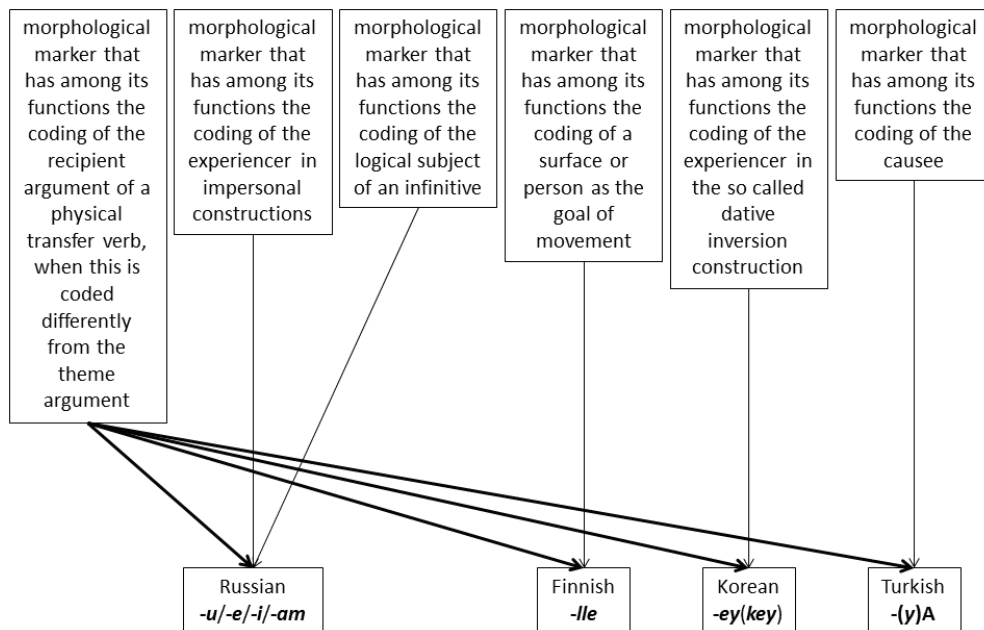 morphological
marker that
has among its
functions the
coding of the
recipient
argument of a
physical
transfer verb,
when this is
coded
differently
from the
theme
argument
morphological
marker that
has among its
functions the
coding of the
experiencer in
impersonal
constructions
morphological
marker that
has among its
functions the
coding of the
logical subject
of an infinitive
morphological
marker that
has among its
functions the
coding of a
surface or
person as the
goal of
movement
morphological
marker that
has among its
functions the
coding of the
experiencer in
the so called
dative
inversion
construction
morphological
marker that
has among its
functions the
coding of the
causee
Russian
-u/-e/-i/-am
Finnish
-lle
Korean
-ey(key)
Turkish
-(y)A